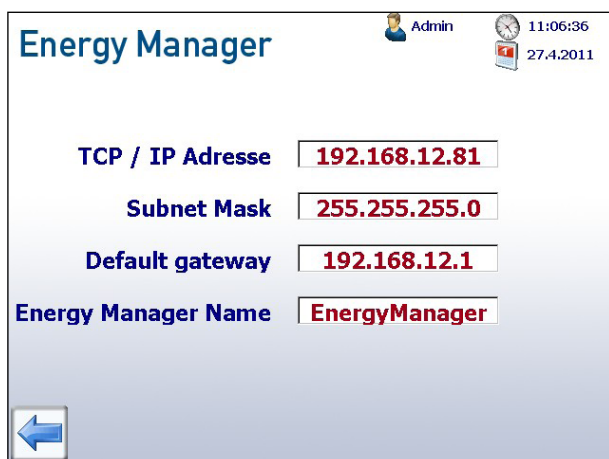 Energy Manager
Admin
11:06:36
27.4.2011
TCP / IP Adresse 192.168.12.81
Subnet Mask 255.255.255.0
Default gateway 192.168.12.1
Energy Manager Name EnergyManager